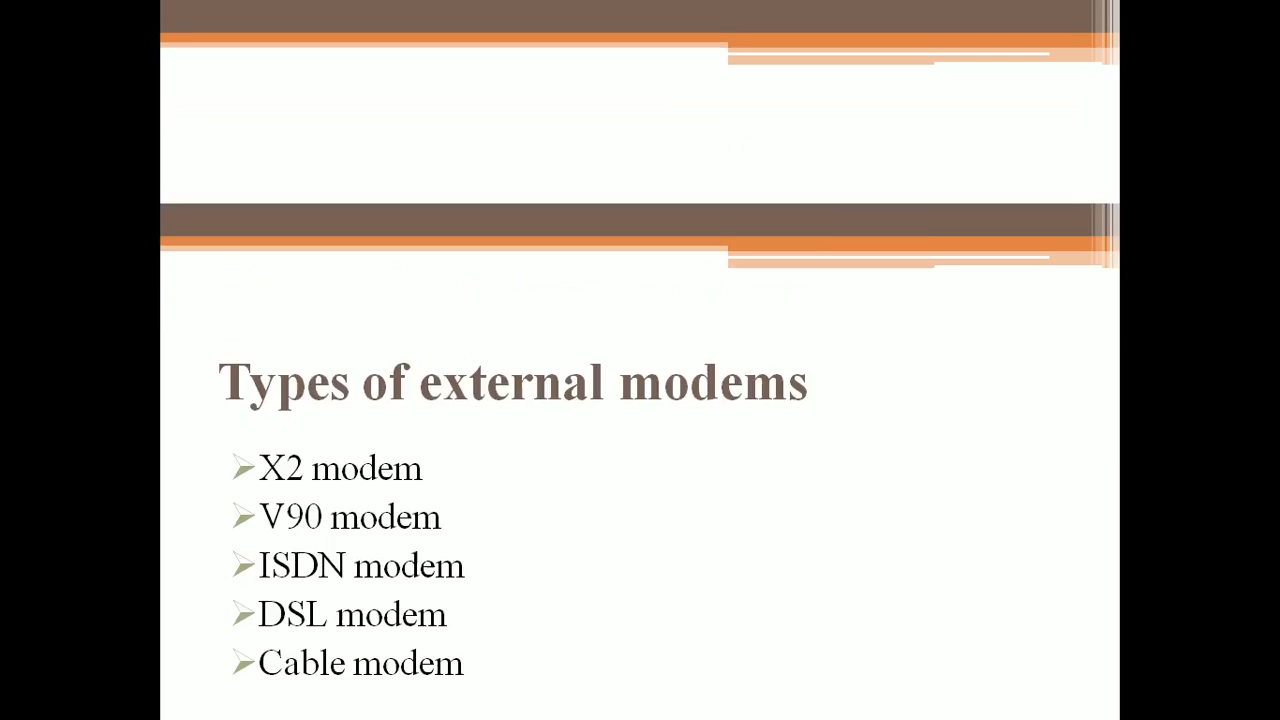 Types of external modems
X2 modem
V90 modem
ISDN modem
DSL modem
Cable modem